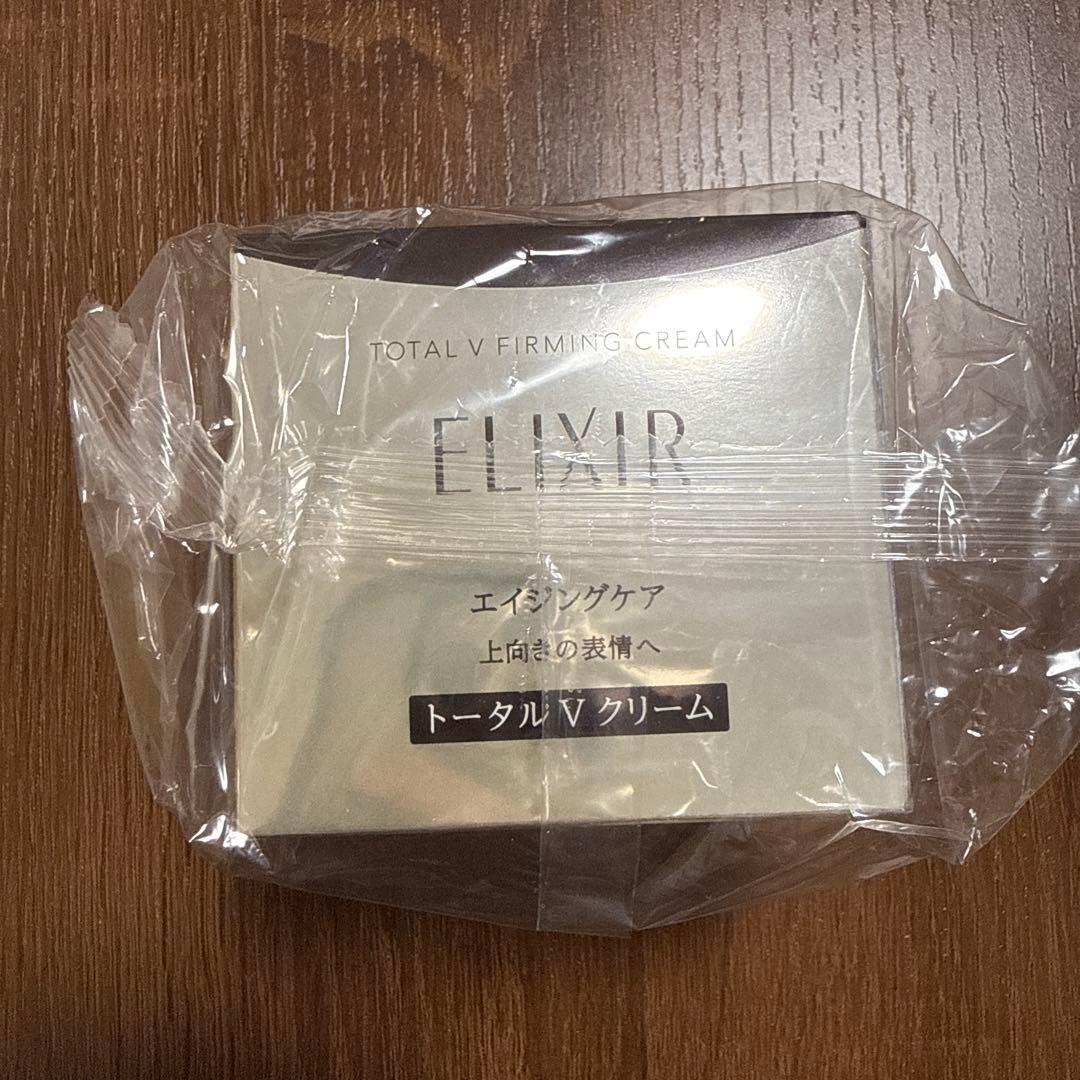 TOTAL V FIRMING CREAM
ELIXIR
エイジングケア
上向きの表情へ
トータル V クリーム